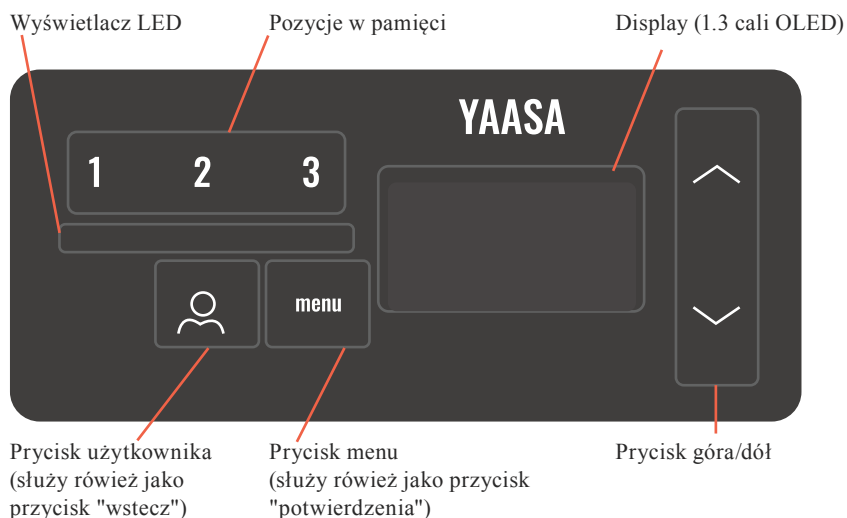 Wyświetlacz LED
Pozycje w pamięci
Display (1.3 cali OLED)
YAASA
1 2 3
menu
Prycisk użytkownika
(służy rówież jako
przycisk "wstecz")
Prycisk menu
(służy rówież jako przycisk
"potwierdzenia")
Prycisk góra/dół